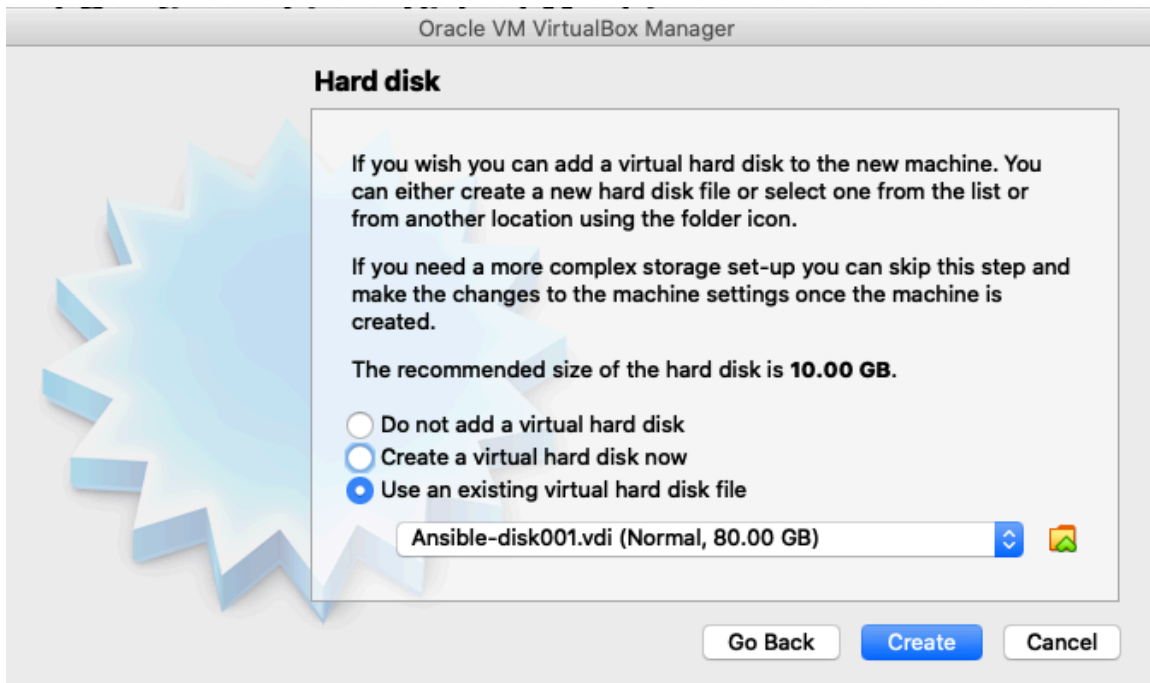 Oracle VM VirtualBox Manager
Hard disk
If you wish you can add a virtual hard disk to the new machine. You
can either create a new hard disk file or select one from the list or
from another location using the folder icon.
If you need a more complex storage set-up you can skip this step and
make the changes to the machine settings once the machine is
created.
The recommended size of the hard disk is 10.00 GB.
Do not add a virtual hard disk
Create a virtual hard disk now
Use an existing virtual hard disk file
Ansible-disk001.vdi (Normal, 80.00 GB)
Go Back
Create
Cancel